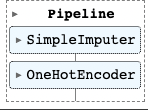 ▸ Pipeline
▸ SimpleImputer
▸ OneHotEncoder